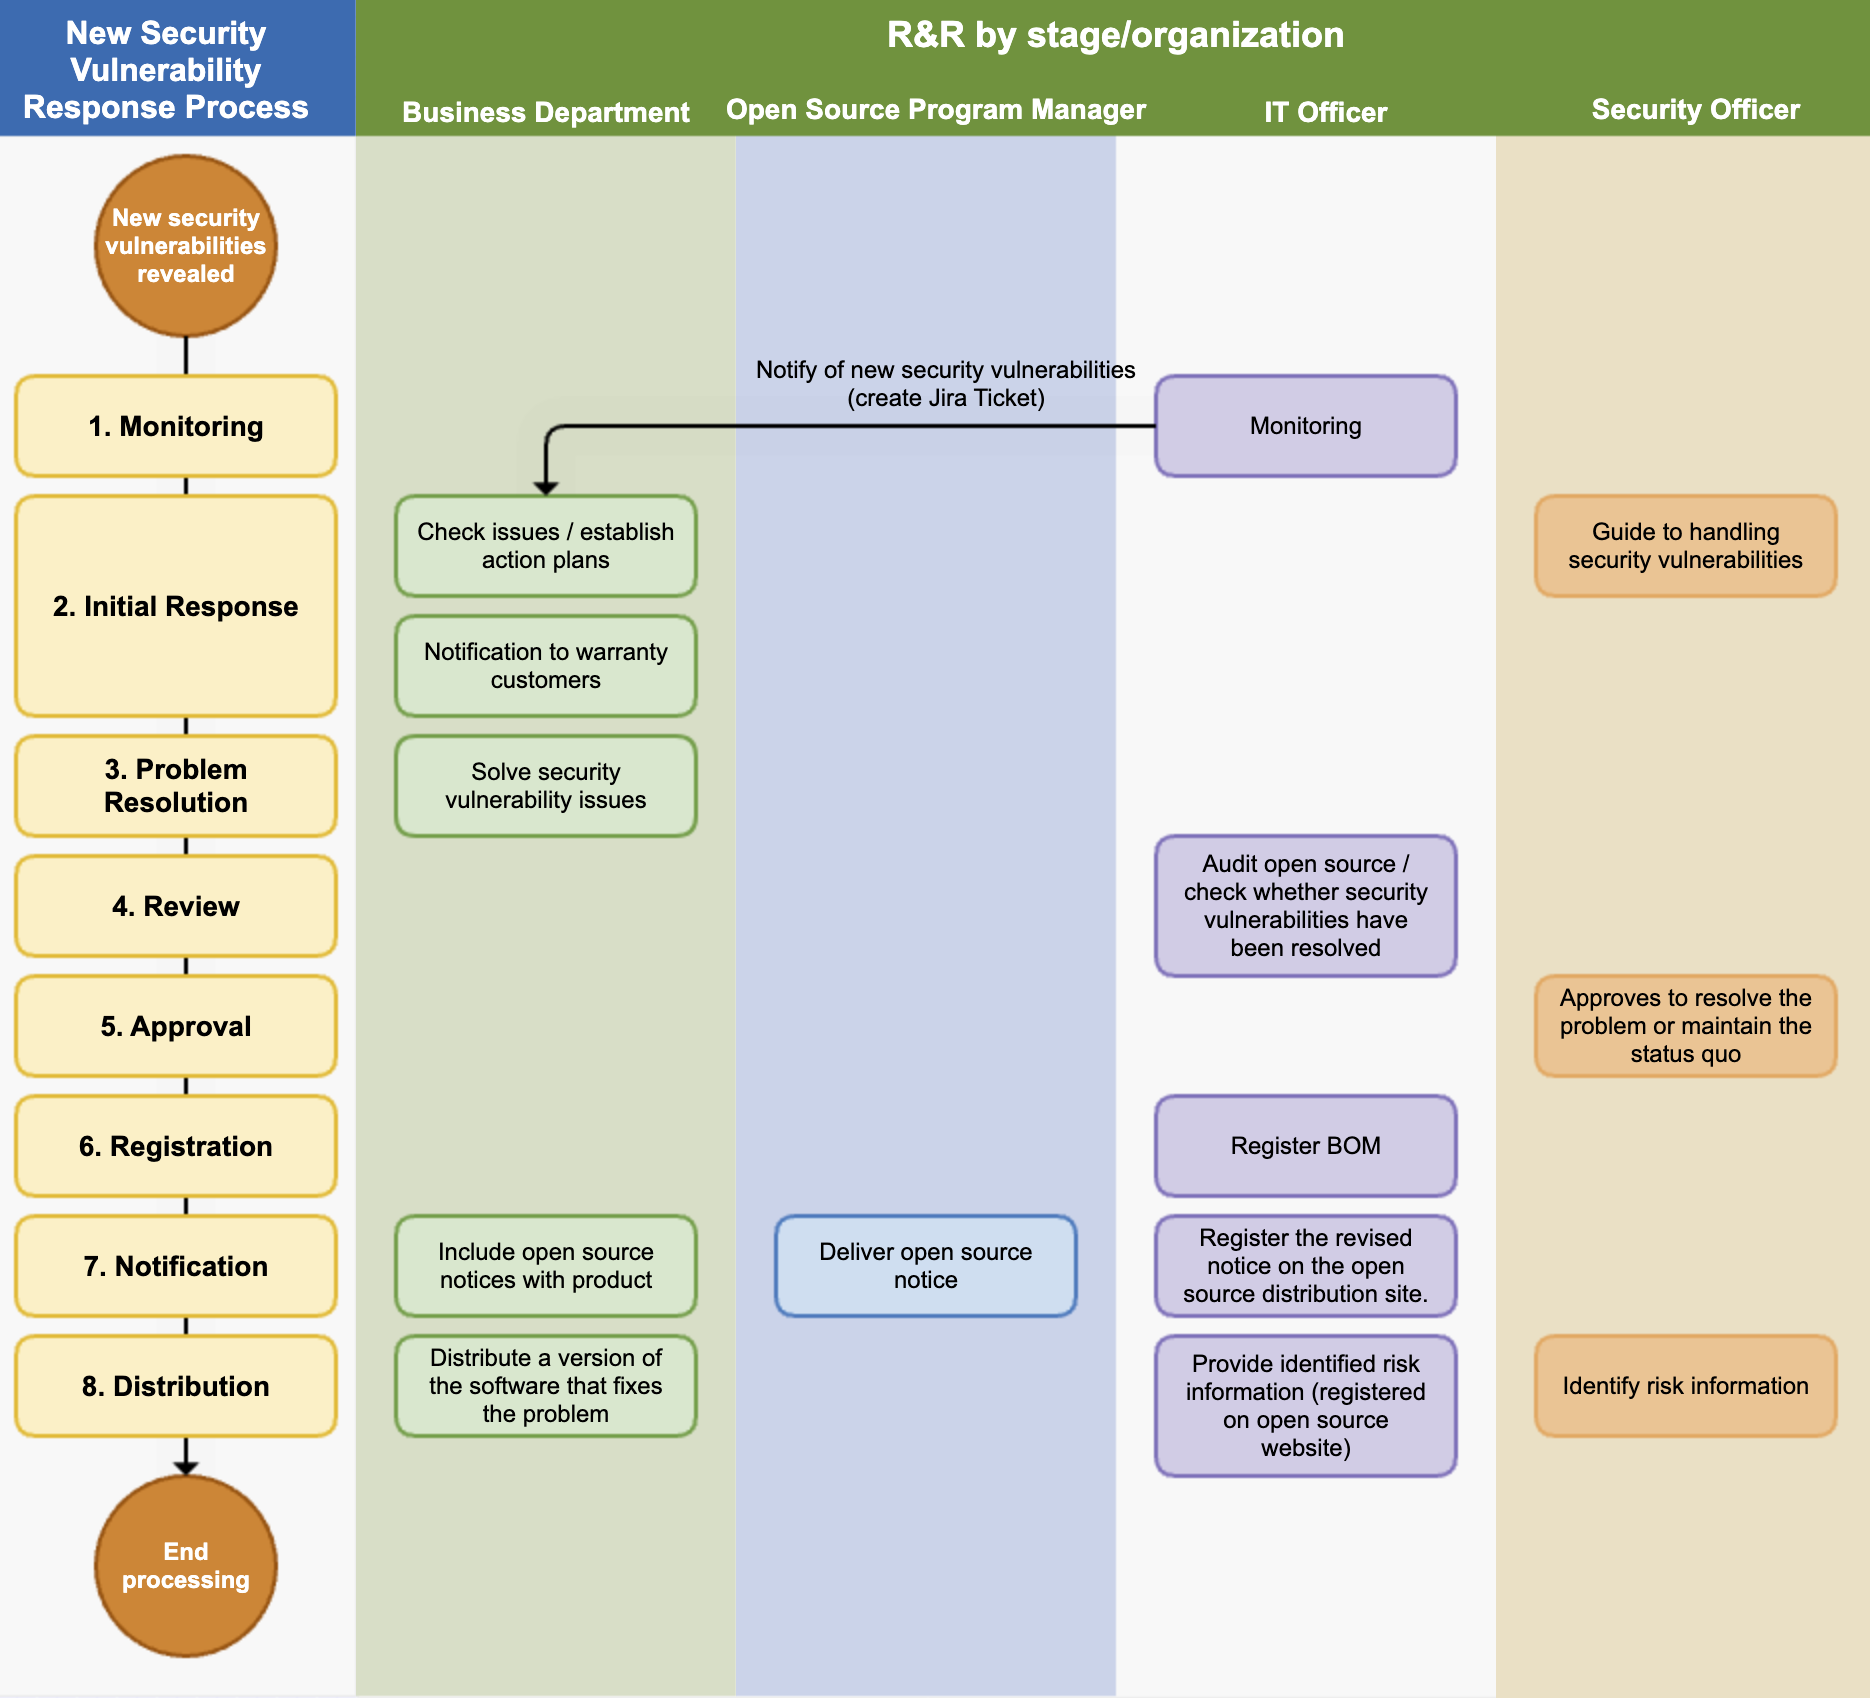 New Security
Vulnerability
Response Process
R&R by stage/organization
Business Department
Open Source Program Manager
IT Officer
Security Officer
New security
vulnerabilities
revealed
Notify of new security vulnerabilities
(create Jira Ticket)
1. Monitoring
Monitoring
2. Initial Response
Check issues / establish
action plans
Guide to handling
security vulnerabilities
Notification to warranty
customers
3. Problem
Resolution
Solve security
vulnerability issues
4. Review
Audit open source /
check whether security
vulnerabilities have
been resolved
5. Approval
Approves to resolve the
problem or maintain the
status quo
6. Registration
Register BOM
7. Notification
Include open source
notices with product
Deliver open source
notice
Register the revised
notice on the open
source distribution site.
8. Distribution
Distribute a version of
the software that fixes
the problem
Provide identified risk
information (registered
on open source
website)
Identify risk information
End
processing